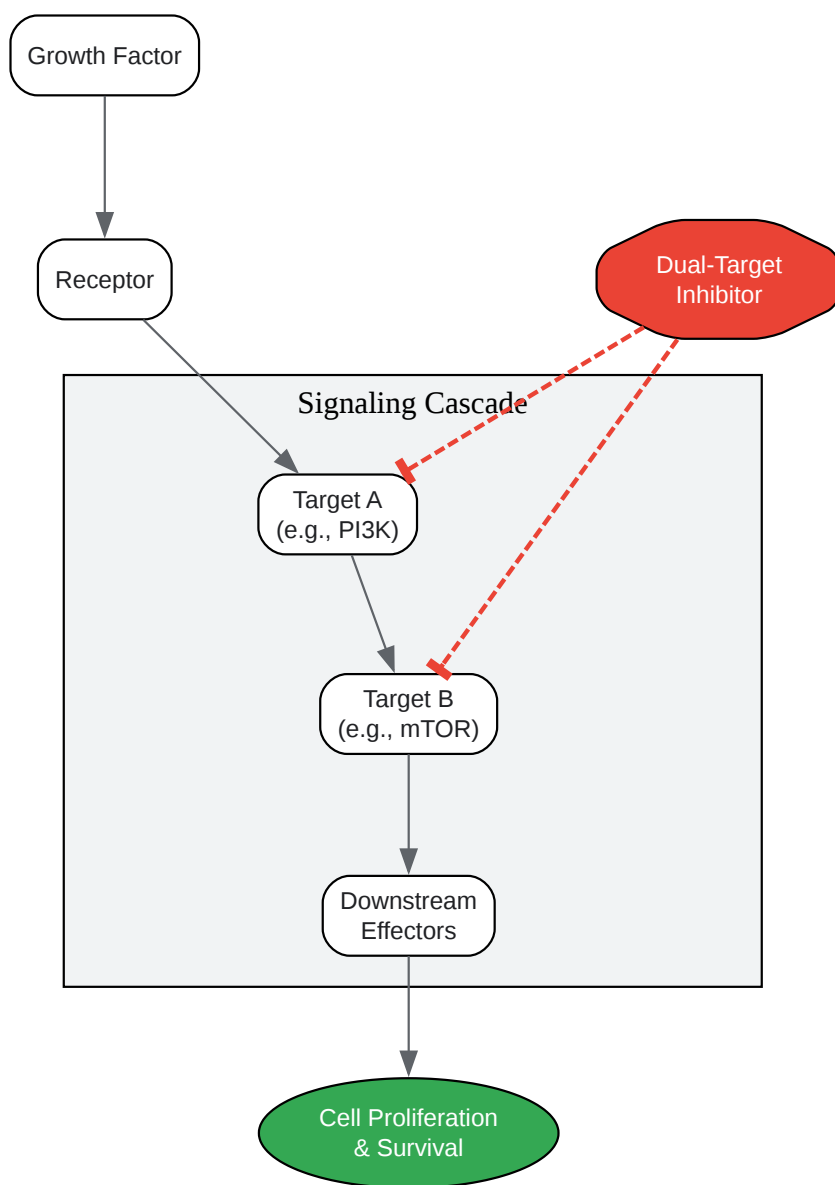 Growth Factor
Receptor
Dual-Target
Inhibitor
Signaling Cascade
Target A
(e.g., PI3K)
Target B
(e.g., mTOR)
Downstream
Effectors
Cell Proliferation
& Survival